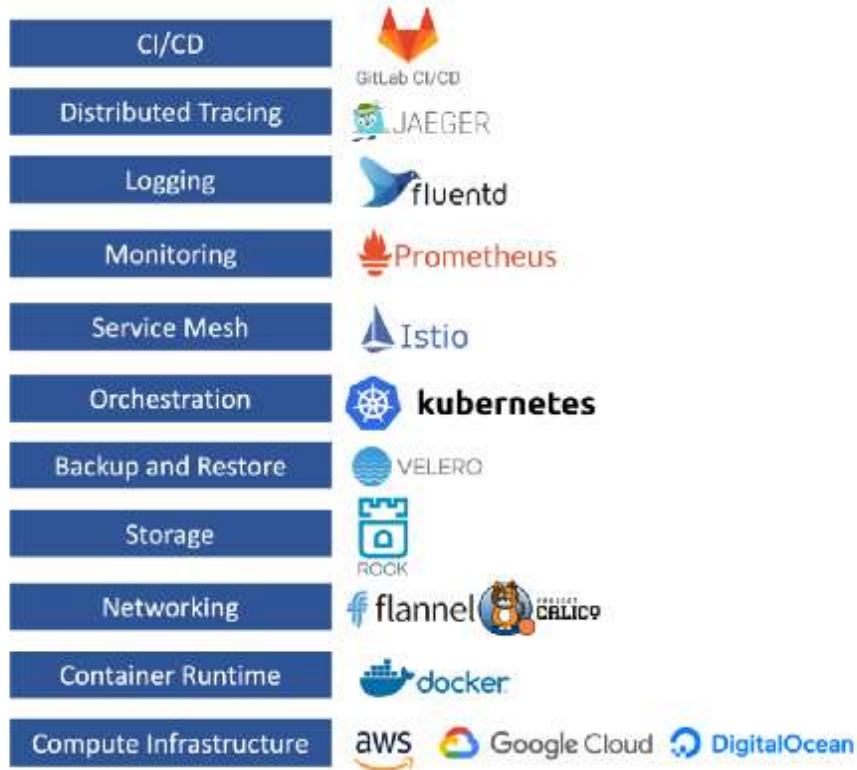 CI/CD
GitLab CI/CD
Distributed Tracing
JAEGER
Logging
fluentd
Monitoring
Prometheus
Service Mesh
Istio
Orchestration
kubernetes
Backup and Restore
VELERO
Storage
ROOK
Networking
flannel
PROJECT
CALICO
Container Runtime
docker
Compute Infrastructure
aws
Google Cloud
DigitalOcean